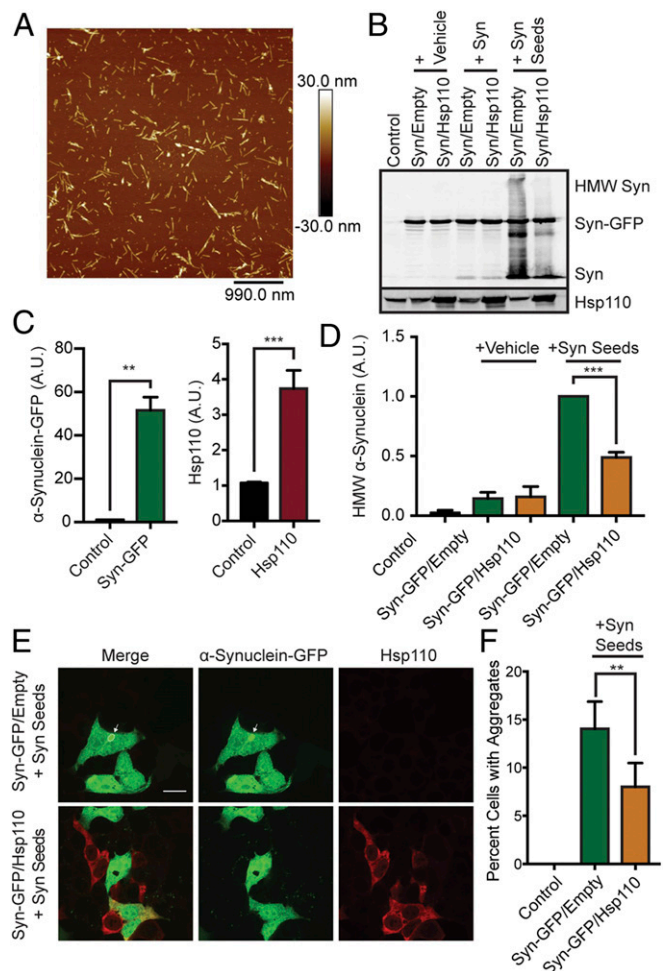 A
30.0 nm
-30.0 nm
990.0 nm
B
+ Vehicle
+ Syn
+ Syn Seeds
Control
Syn/Empty
Syn/Hsp110
Syn/Empty
Syn/Hsp110
Syn/Empty
Syn/Hsp110
HMW Syn
Syn-GFP
Syn
Hsp110
C
α-Synuclein-GFP (A.U.)
80
60
40
20
0
**
Control
Syn-GFP
Hsp110 (A.U.)
5
4
3
2
1
0
***
Control
Hsp110
D
HMW α-Synuclein (A.U.)
1.5
1.0
0.5
0.0
+Vehicle
+Syn Seeds
***
Control
Syn-GFP/Empty
Syn-GFP/Hsp110
Syn-GFP/Empty
Syn-GFP/Hsp110
E
Merge
α-Synuclein-GFP
Hsp110
Syn-GFP/Empty
+ Syn Seeds
Syn-GFP/Hsp110
+ Syn Seeds
F
+Syn
Seeds
Percent Cells with Aggregates
20
15
10
5
0
**
Control
Syn-GFP/Empty
Syn-GFP/Hsp110